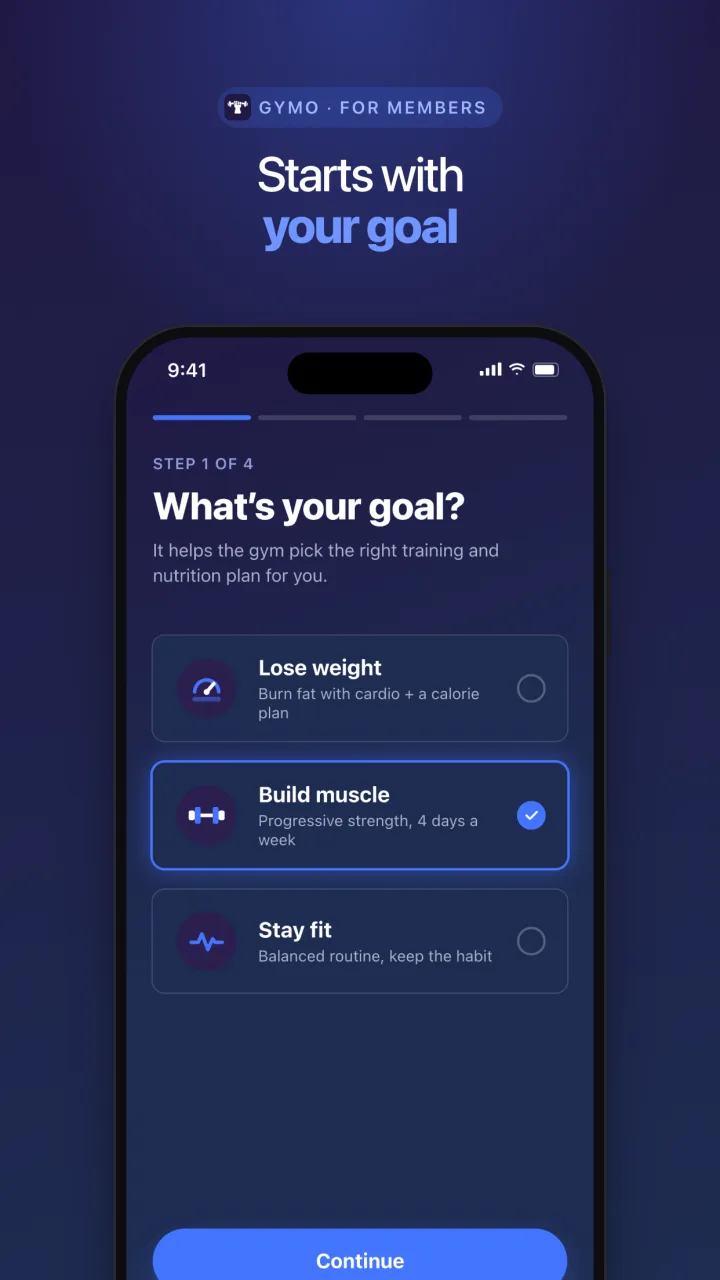 GYMO · FOR MEMBERS
Starts with
your goal
9:41
STEP 1 OF 4
What's your goal?
It helps the gym pick the right training and
nutrition plan for you.
Lose weight
Burn fat with cardio + a calorie
plan
Build muscle
Progressive strength, 4 days a
week
Stay fit
Balanced routine, keep the habit
Continue